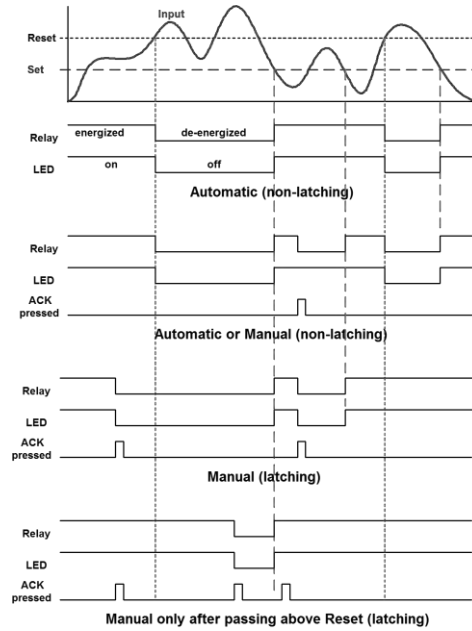 Input
Reset
Set
energized
de-energized
Relay
on
off
LED
Automatic (non-latching)
Relay
LED
ACK
pressed
Automatic or Manual (non-latching)
Relay
LED
ACK
pressed
Manual (latching)
Relay
LED
ACK
pressed
Manual only after passing above Reset (latching)